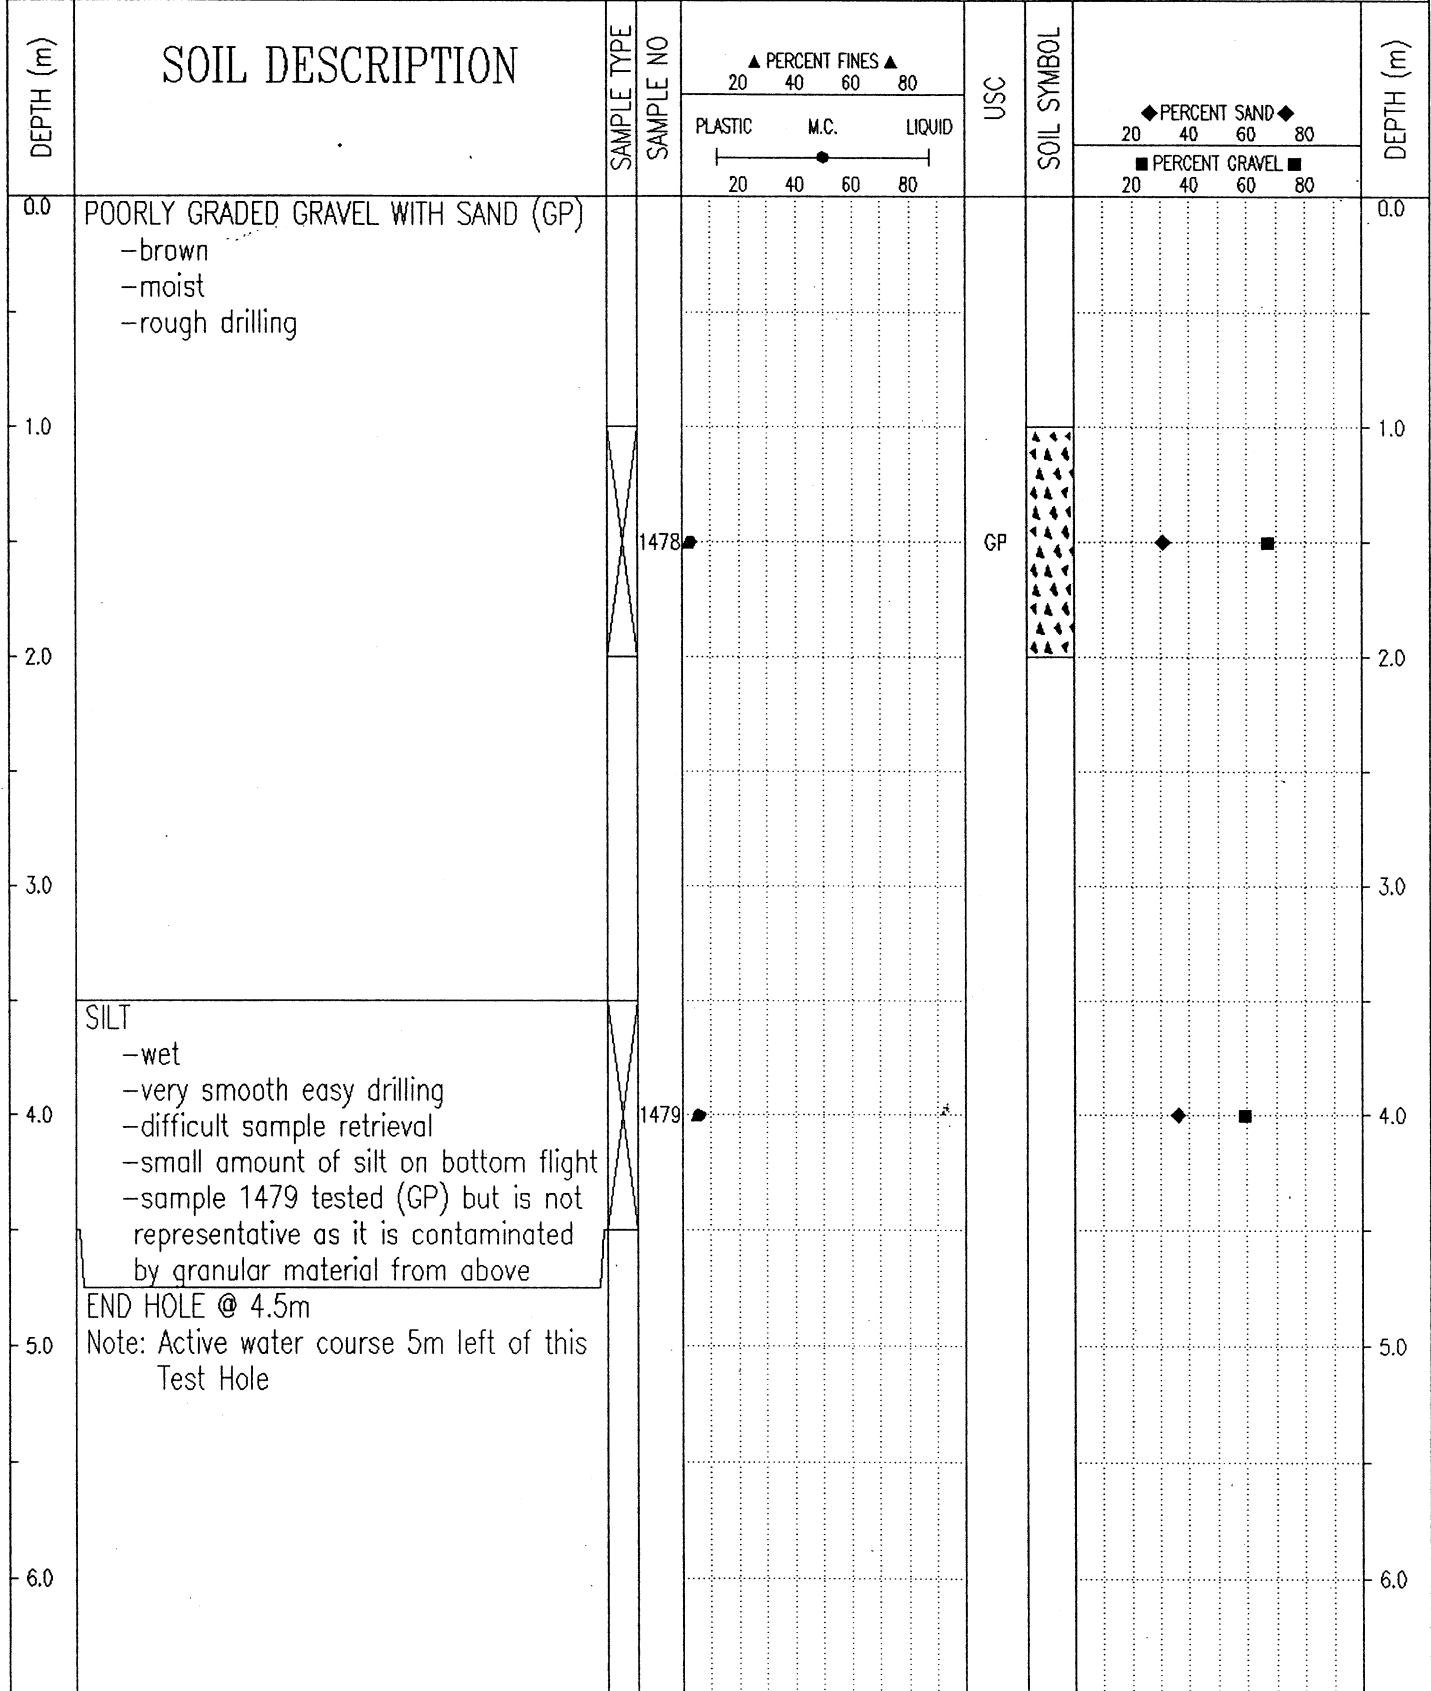 DEPTH (m)
SOIL DESCRIPTION
SAMPLE TYPE
SAMPLE NO
▲ PERCENT FINES ▲
20 40 60 80
PLASTIC M.C. LIQUID
20 40 60 80
USC
SOIL SYMBOL
◆PERCENT SAND◆
20 40 60 80
■ PERCENT GRAVEL ■
20 40 60 80
DEPTH (m)
0.0 POORLY GRADED GRAVEL WITH SAND (GP) 0.0
-brown
-moist
-rough drilling
1.0 1.0
1478 GP
2.0 2.0
3.0 3.0
SILT
-wet
-very smooth easy drilling
4.0 1479 4.0
-difficult sample retrieval
-small amount of silt on bottom flight
-sample 1479 tested (GP) but is not
representative as it is contaminated
by granular material from above
END HOLE @ 4.5m
5.0 Note: Active water course 5m left of this 5.0
Test Hole
6.0 6.0